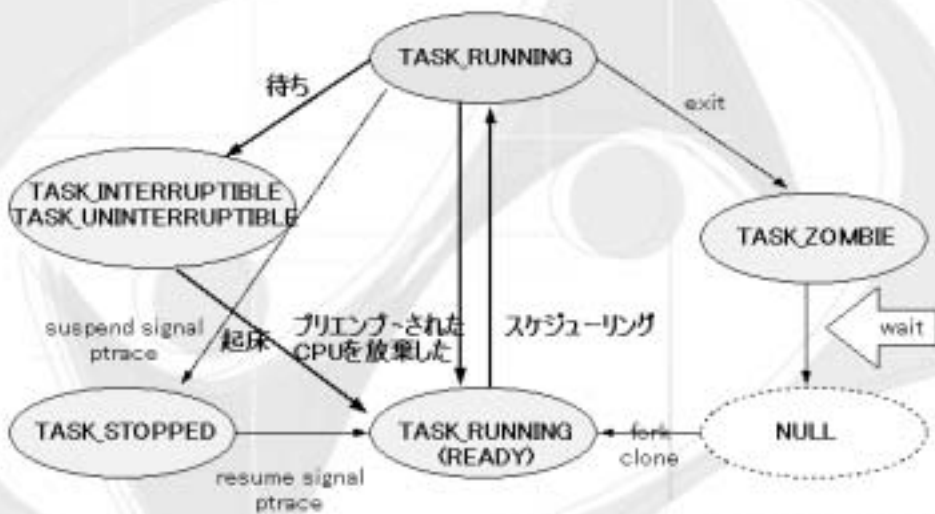 TASK_RUNNING
待ち
exit
TASK_INTERRUPTIBLE
TASK_UNINTERRUPTIBLE
TASK_ZOMBIE
suspend signal
ptrace
起床
プリエンプトされた
CPUを放棄した
スケジューリング
wait
TASK_STOPPED
TASK_RUNNING
(READY)
fork
clone
NULL
resume signal
ptrace